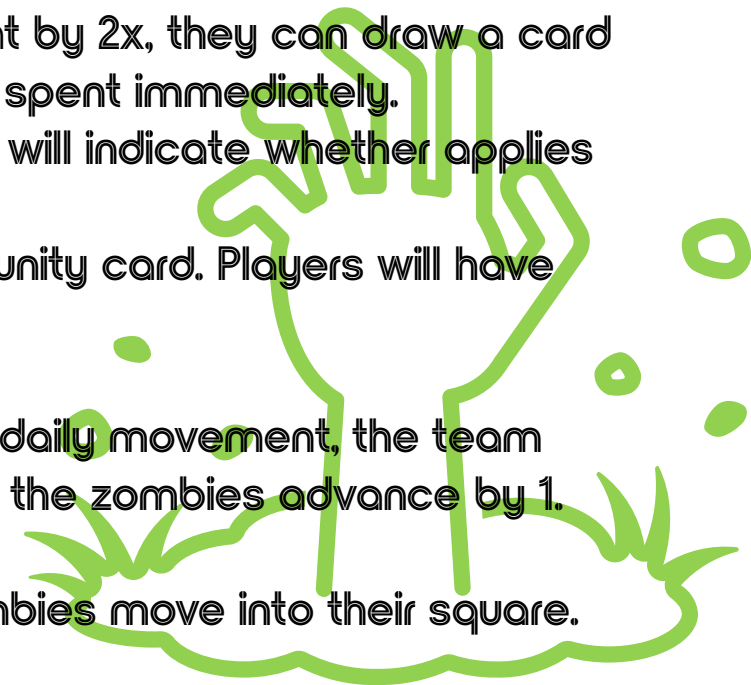 nt by 2x, they can draw a card
spent immediately.
will indicate whether applies
unity card. Players will have
daily movement, the team
the zombies advance by 1.
mbies move into their square.